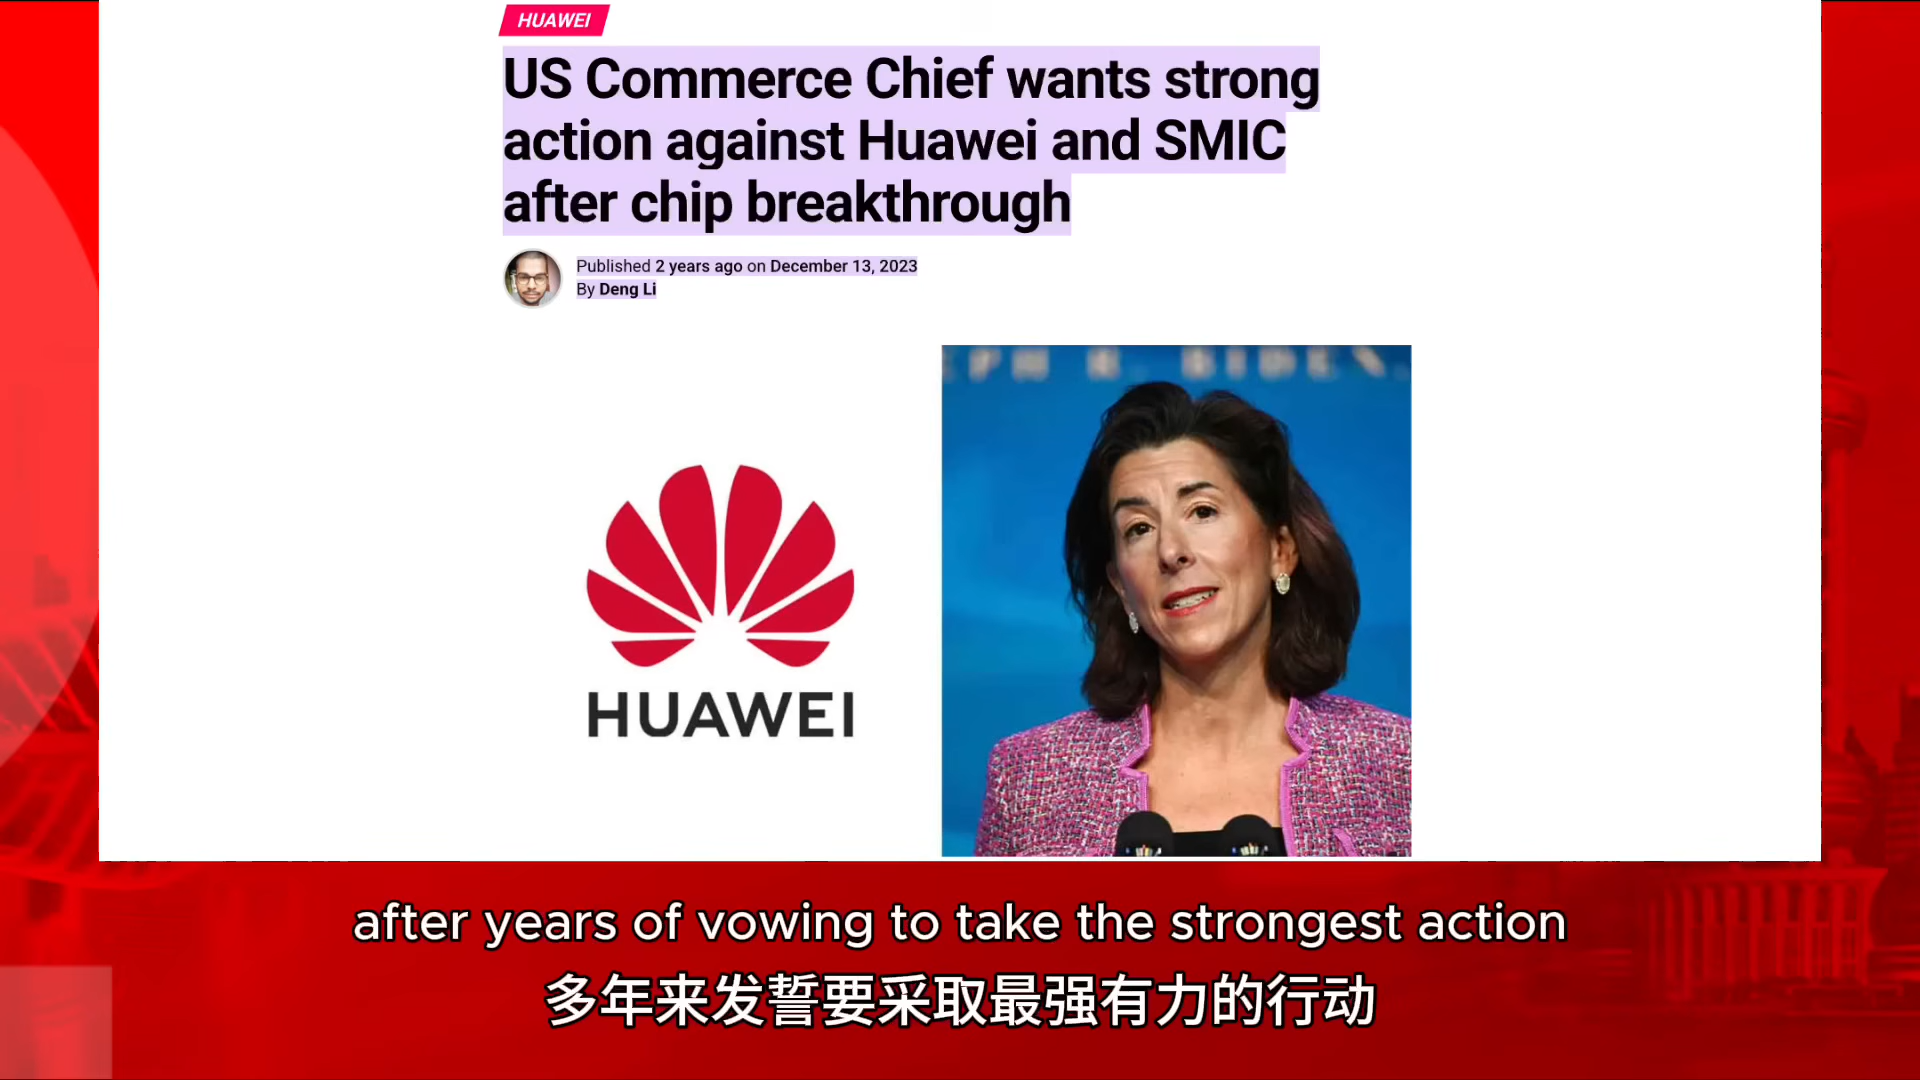 HUAWEI
US Commerce Chief wants strong
action against Huawei and SMIC
after chip breakthrough
Published 2 years ago on December 13, 2023
By Deng Li
HUAWEI
after years of vowing to take the strongest action
多年来发誓要采取最强有力的行动